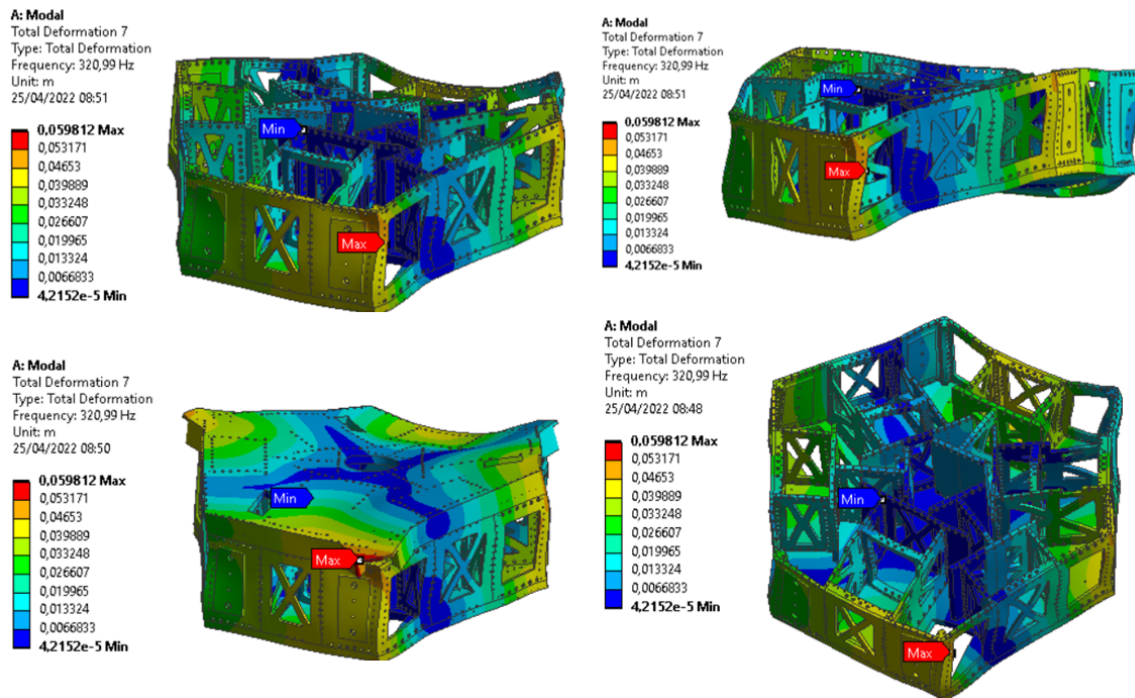 A: Modal
Total Deformation 7
Type: Total Deformation
Frequency: 320,99 Hz
Unit: m
25/04/2022 08:51
0,059812 Max
0,053171
0,04653
0,039889
0,033248
0,026607
0,019965
0,013324
0,0066833
4,2152e-5 Min
Min
Max
A: Modal
Total Deformation 7
Type: Total Deformation
Frequency: 320,99 Hz
Unit: m
25/04/2022 08:51
0,059812 Max
0,053171
0,04653
0,039889
0,033248
0,026607
0,019965
0,013324
0,0066833
4,2152e-5 Min
Min
Max
A: Modal
Total Deformation 7
Type: Total Deformation
Frequency: 320,99 Hz
Unit: m
25/04/2022 08:50
0,059812 Max
0,053171
0,04653
0,039889
0,033248
0,026607
0,019965
0,013324
0,0066833
4,2152e-5 Min
Min
Max
A: Modal
Total Deformation 7
Type: Total Deformation
Frequency: 320,99 Hz
Unit: m
25/04/2022 08:48
0,059812 Max
0,053171
0,04653
0,039889
0,033248
0,026607
0,019965
0,013324
0,0066833
4,2152e-5 Min
Min
Max